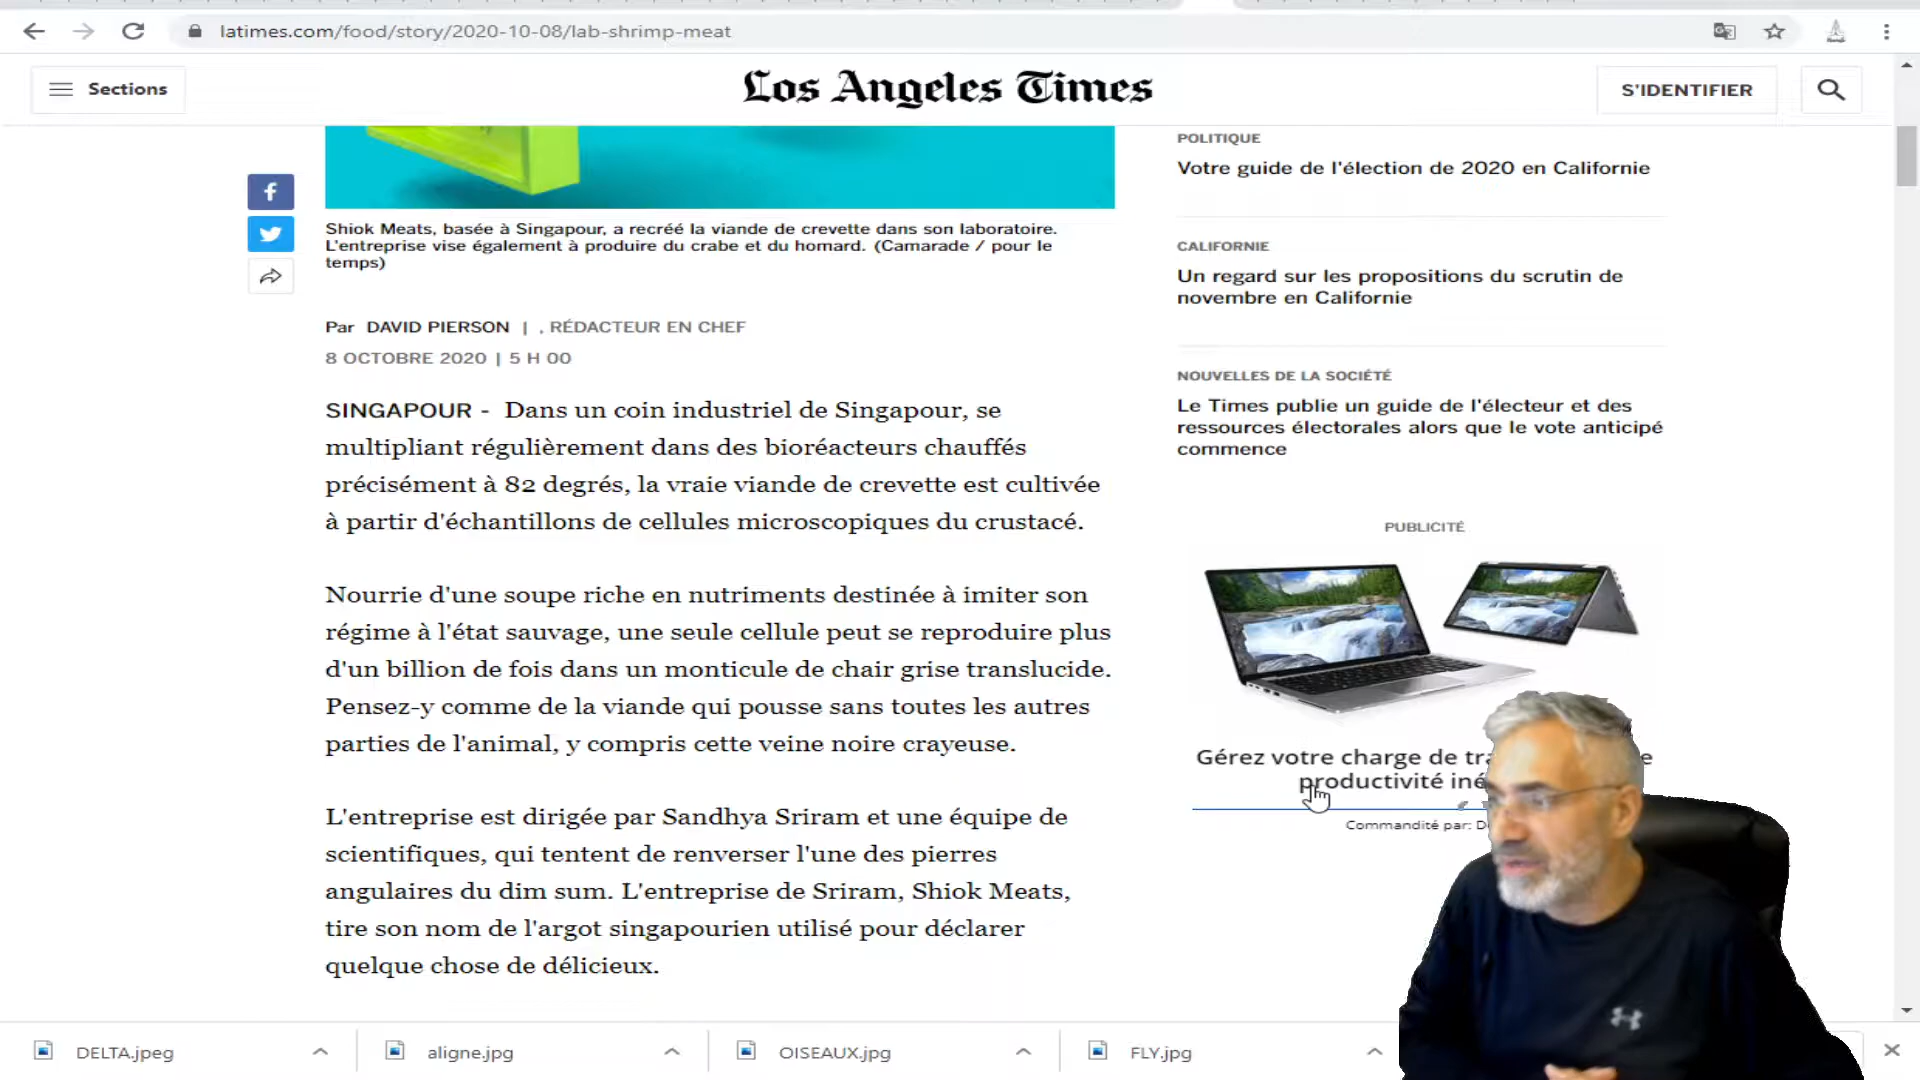 latimes.com/food/story/2020-10-08/lab-shrimp-meat
Sections
Los Angeles Times
S'IDENTIFIER
Shiok Meats, basée à Singapour, a recréé la viande de crevette dans son laboratoire.
L'entreprise vise également à produire du crabe et du homard. (Camarade / pour le
temps)
Par DAVID PIERSON | , RÉDACTEUR EN CHEF
8 OCTOBRE 2020 | 5 H 00
SINGAPOUR - Dans un coin industriel de Singapour, se
multipliant régulièrement dans des bioréacteurs chauffés
précisément à 82 degrés, la vraie viande de crevette est cultivée
à partir d'échantillons de cellules microscopiques du crustacé.
Nourrie d'une soupe riche en nutriments destinée à imiter son
régime à l'état sauvage, une seule cellule peut se reproduire plus
d'un billion de fois dans un monticule de chair grise translucide.
Pensez-y comme de la viande qui pousse sans toutes les autres
parties de l'animal, y compris cette veine noire crayeuse.
L'entreprise est dirigée par Sandhya Sriram et une équipe de
scientifiques, qui tentent de renverser l'une des pierres
angulaires du dim sum. L'entreprise de Sriram, Shiok Meats,
tire son nom de l'argot singapourien utilisé pour déclarer
quelque chose de délicieux.
POLITIQUE
Votre guide de l'élection de 2020 en Californie
CALIFORNIE
Un regard sur les propositions du scrutin de
novembre en Californie
NOUVELLES DE LA SOCIÉTÉ
Le Times publie un guide de l'électeur et des
ressources électorales alors que le vote anticipé
commence
PUBLICITÉ
Gérez votre charge de
productivité
Commandité par:
DELTA.jpeg
aligne.jpg
OISEAUX.jpg
FLY.jpg